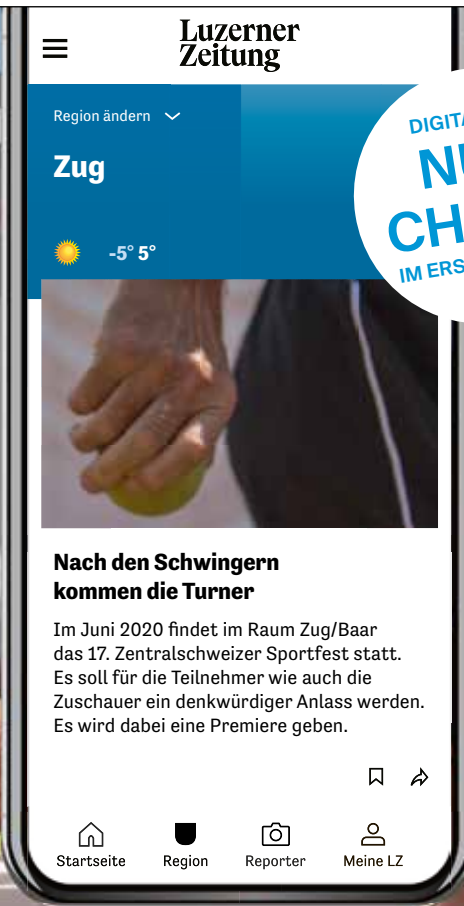 Luzerner
Zeitung
Region ändern
Zug
-5° 5°
IM
Nach den Schwingern
kommen die Turner
Im Juni 2020 findet im Raum Zug/Baar
das 17. Zentralschweizer Sportfest statt.
Es soll für die Teilnehmer wie auch die
Zuschauer ein denkwürdiger Anlass werden.
Es wird dabei eine Premiere geben.
Startseite Region Reporter Meine LZ